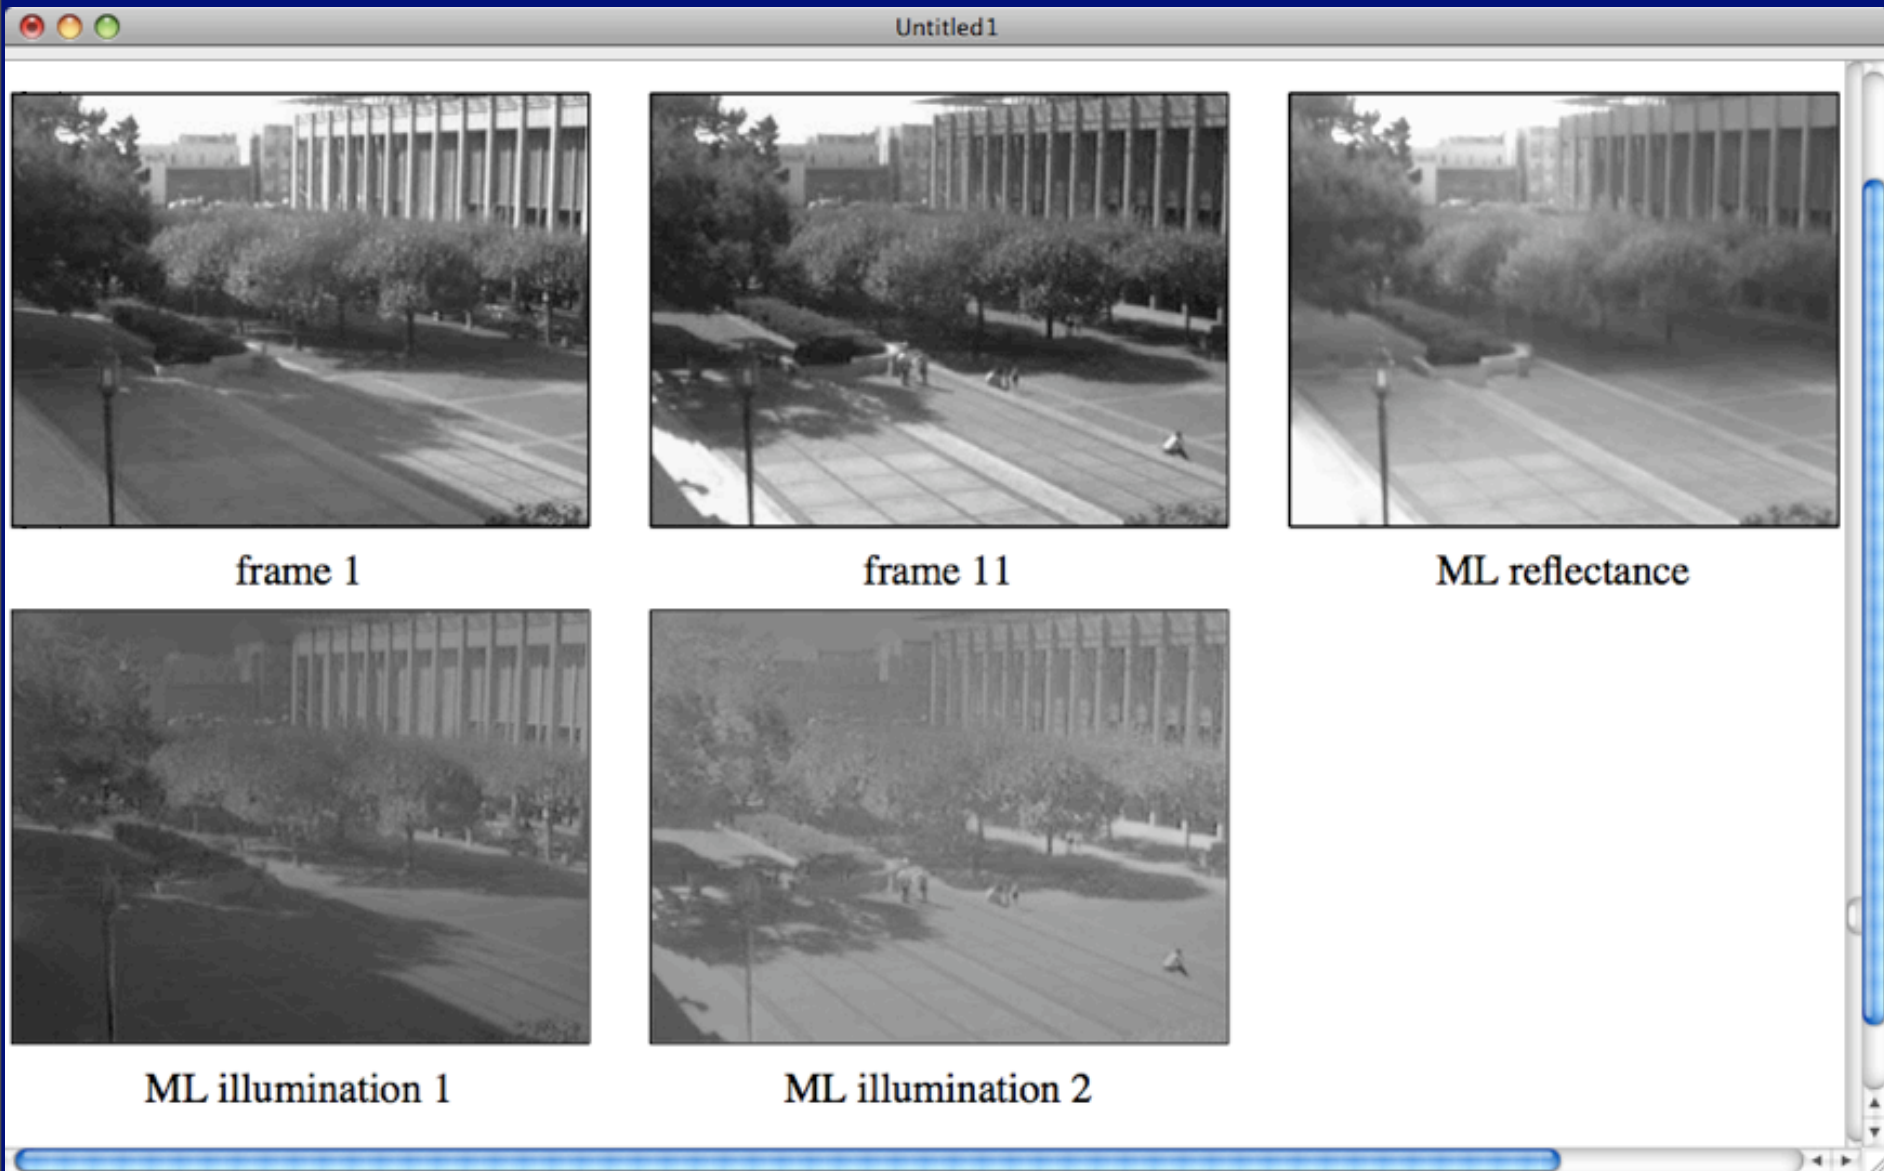 Untitled1
frame 1
frame 11
ML reflectance
ML illumination 1
ML illumination 2